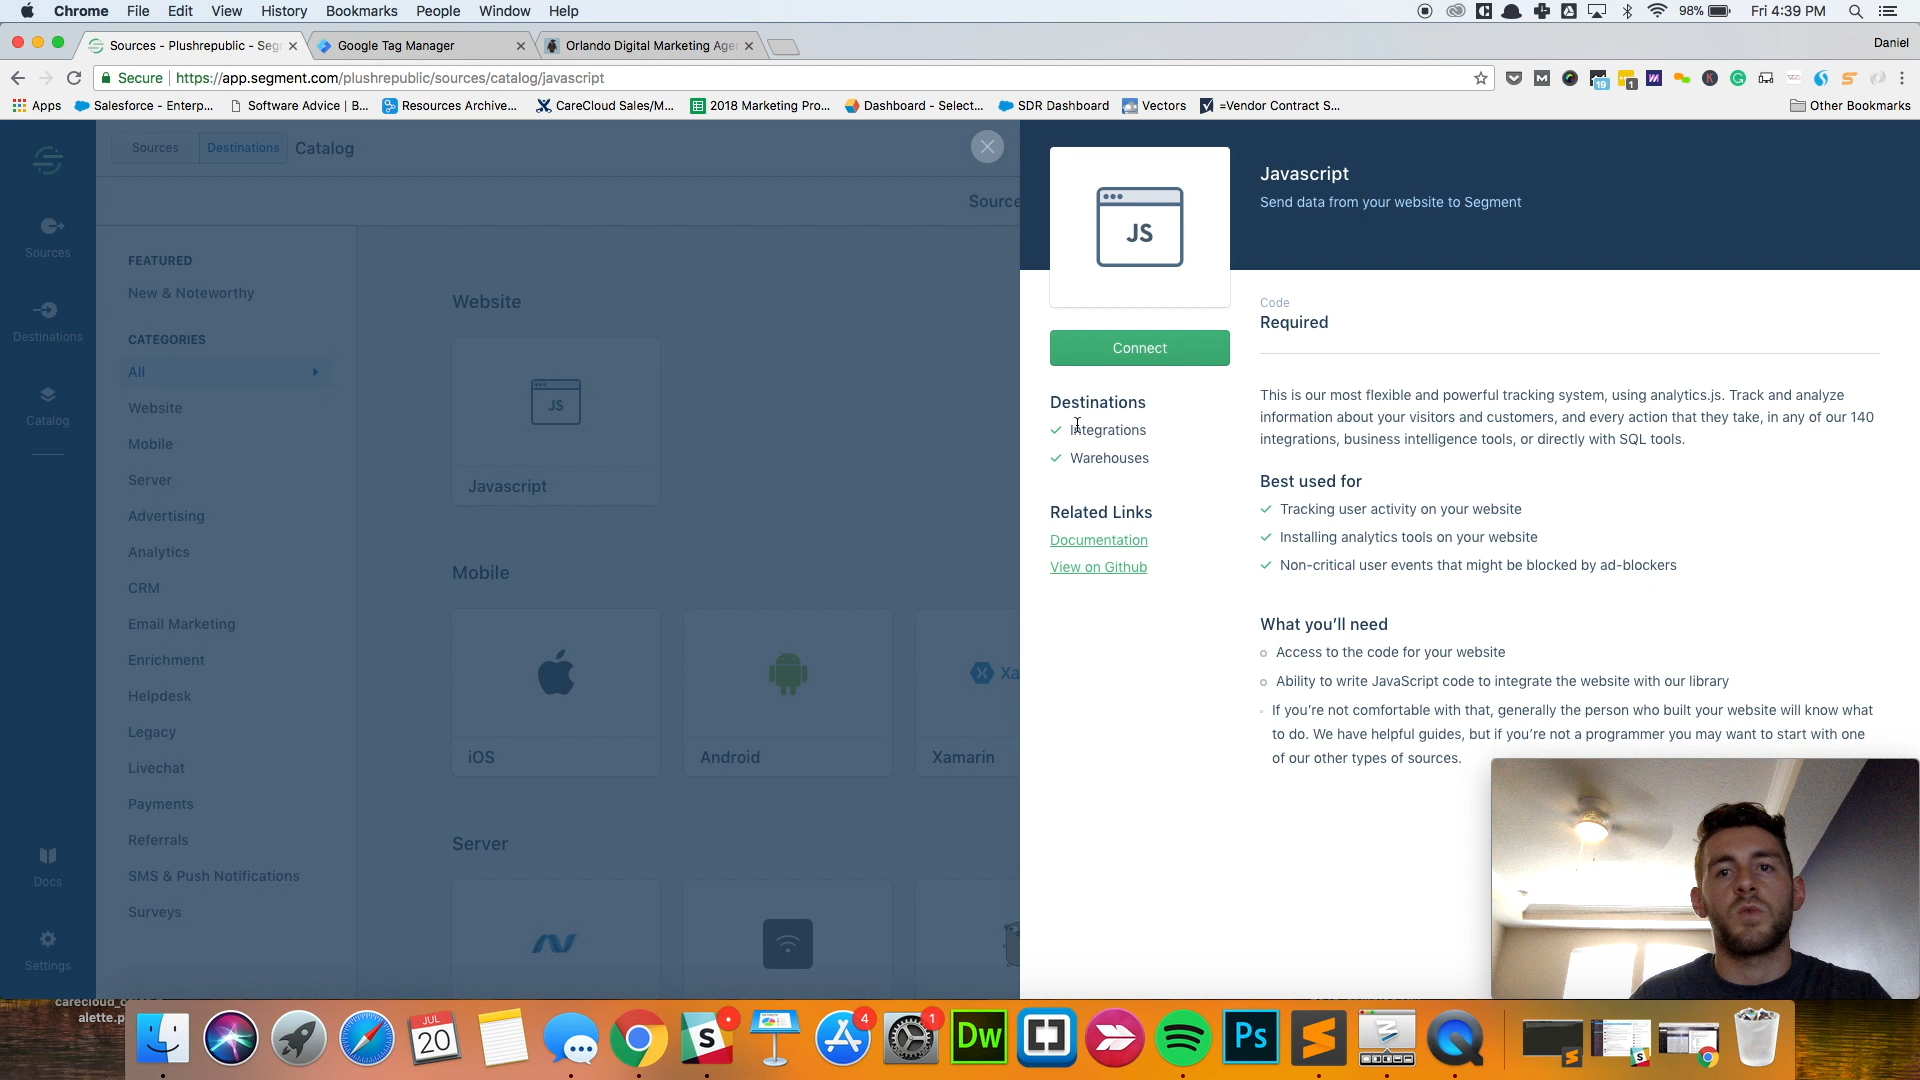 Chrome File Edit View History Bookmarks People Window Help
98% Fri 4:39 PM
Sources - Plushrepublic - Seg
Google Tag Manager
Orlando Digital Marketing Age
Daniel
Secure https://app.segment.com/plushrepublic/sources/catalog/javascript
19
1
Apps Salesforce - Enterp... Software Advice | B... Resources Archive... CareCloud Sales/M... 2018 Marketing Pro... Dashboard - Select... SDR Dashboard Vectors =Vendor Contract S... Other Bookmarks
Sources Destinations Catalog
Source
Sources
Destinations
Catalog
Docs
Settings
FEATURED
New & Noteworthy
CATEGORIES
All
Website
Mobile
Server
Advertising
Analytics
CRM
Email Marketing
Enrichment
Helpdesk
Legacy
Livechat
Payments
Referrals
SMS & Push Notifications
Surveys
Website
JS
Javascript
Mobile
Xa
iOS
Android
Xamarin
Server
JS
Javascript
Send data from your website to Segment
Connect
Destinations
Integrations
Warehouses
Related Links
Documentation
View on Github
Code
Required
This is our most flexible and powerful tracking system, using analytics.js. Track and analyze
information about your visitors and customers, and every action that they take, in any of our 140
integrations, business intelligence tools, or directly with SQL tools.
Best used for
Tracking user activity on your website
Installing analytics tools on your website
Non-critical user events that might be blocked by ad-blockers
What you'll need
Access to the code for your website
Ability to write JavaScript code to integrate the website with our library
If you're not comfortable with that, generally the person who built your website will know what
to do. We have helpful guides, but if you're not a programmer you may want to start with one
of our other types of sources.
alette.p
JUL
20
4
1
Dw
Ps